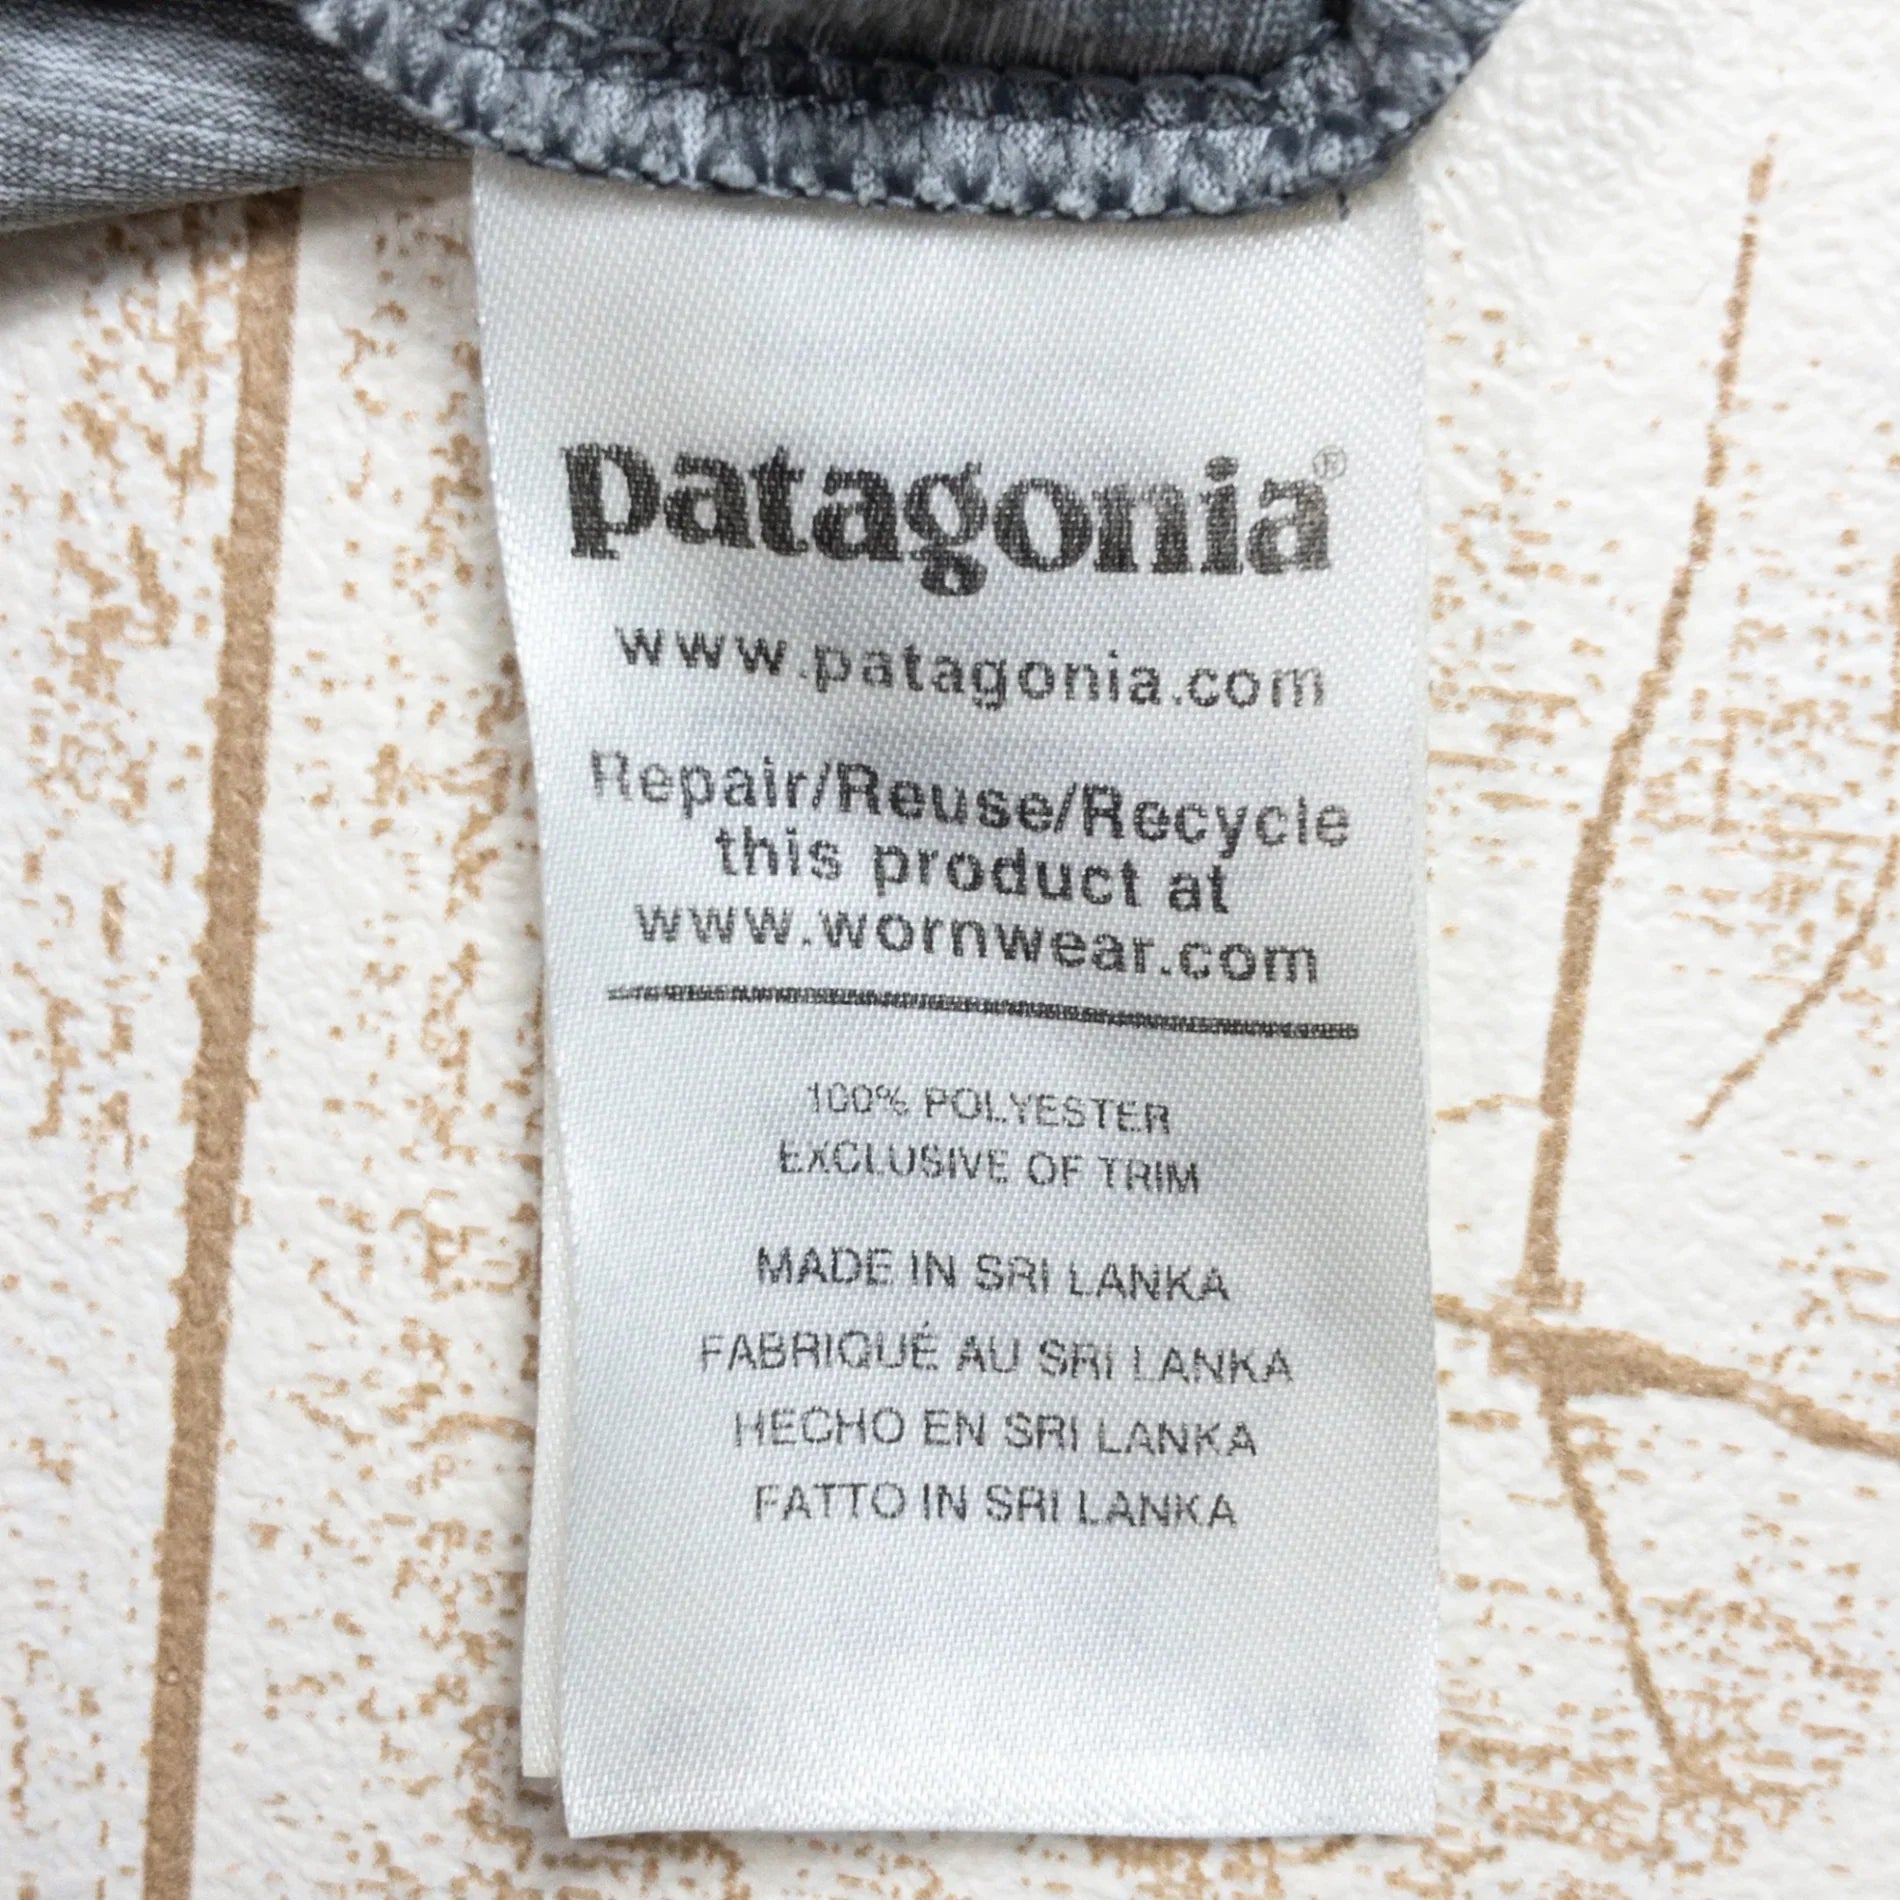 patagonia®
www.patagonia.com
Repair/Reuse/Recycle
this product at
www.wornwear.com
100% POLYESTER
EXCLUSIVE OF TRIM
MADE IN SRI LANKA
FABRIQUÉ AU SRI LANKA
HECHO EN SRI LANKA
FATTO IN SRI LANKA